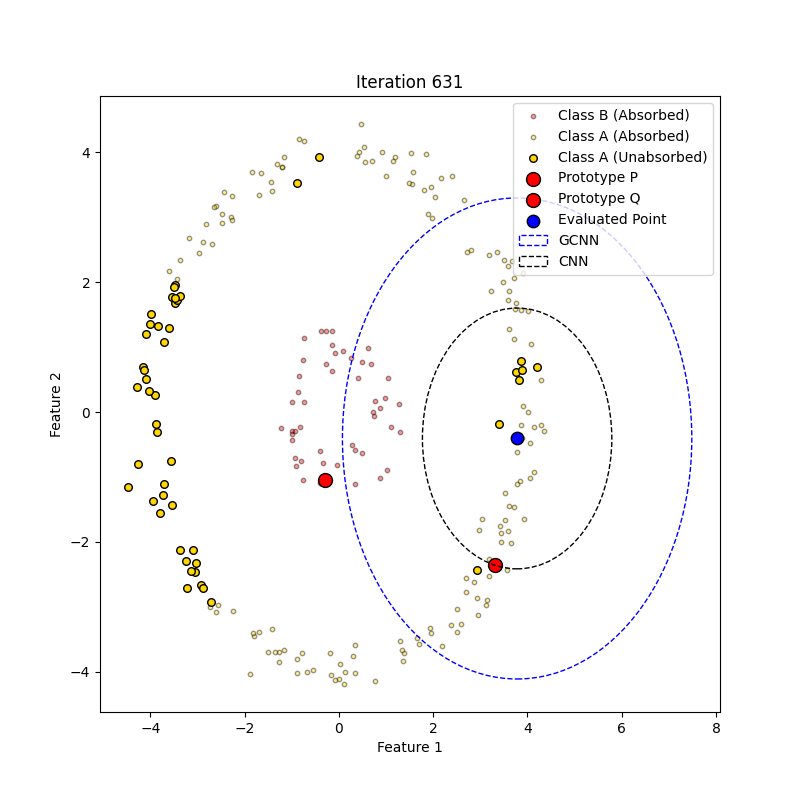 Iteration 631
Class B (Absorbed)
Class A (Absorbed)
Class A (Unabsorbed)
Prototype P
Prototype Q
Evaluated Point
GCNN
CNN
Feature 2
4
2
0
−2
−4
−4
−2
0
2
4
6
8
Feature 1